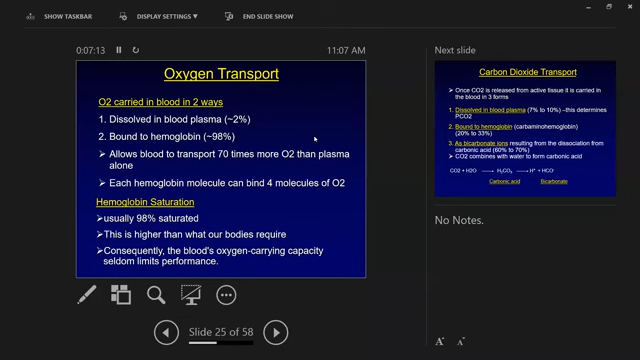 SHOW TASKBAR
DISPLAY SETTINGS ▼
END SLIDE SHOW
0:07:13
11:07 AM
Oxygen Transport
O2 carried in blood in 2 ways
1. Dissolved in blood plasma (~2%)
2. Bound to hemoglobin (~98%)
➢ Allows blood to transport 70 times more O2 than plasma
alone
➢ Each hemoglobin molecule can bind 4 molecules of O2
Hemoglobin Saturation
➢usually 98% saturated
➢This is higher than what our bodies require
➢Consequently, the blood's oxygen-carrying capacity
seldom limits performance.
Slide 25 of 58
Next slide
Carbon Dioxide Transport
➢ Once CO2 is released from active tissue it is carried in
the blood in 3 forms
1. Dissolved in blood plasma (7% to 10%) –this determines
PCO2
2. Bound to hemoglobin (carbaminohemoglobin)
(20% to 33%)
3. As bicarbonate ions resulting from the dissociation from
carbonic acid (60% to 70%)
➢ CO2 combines with water to form carbonic acid
CO2 + H2O ⟶ H2CO3 ⟶ H+ + HCO-
Carbonic acid Bicarbonate
No Notes.
A A